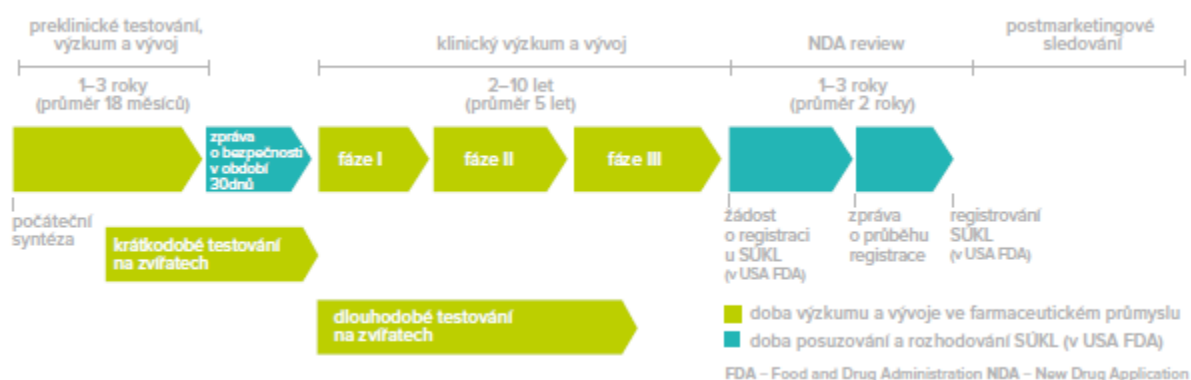 preklinické testování,
výzkum a vývoj
klinický výzkum a vývoj
NDA review
postmarketingové
sledování
1–3 roky
(průměr 18 měsíců)
2–10 let
(průměr 5 let)
1–3 roky
(průměr 2 roky)
zpráva
o bezpečnosti
v období
30dnů
fáze I
fáze II
fáze III
počáteční
syntéza
krátkodobé testování
na zvířatech
žádost
o registraci
u SÚKL
(v USA FDA)
zpráva
o průběhu
registrace
registrování
SÚKL
(v USA FDA)
dlouhodobé testování
na zvířatech
doba výzkumu a vývoje ve farmaceutickém průmyslu
doba posuzování a rozhodování SÚKL (v USA FDA)
FDA – Food and Drug Administration NDA – New Drug Application